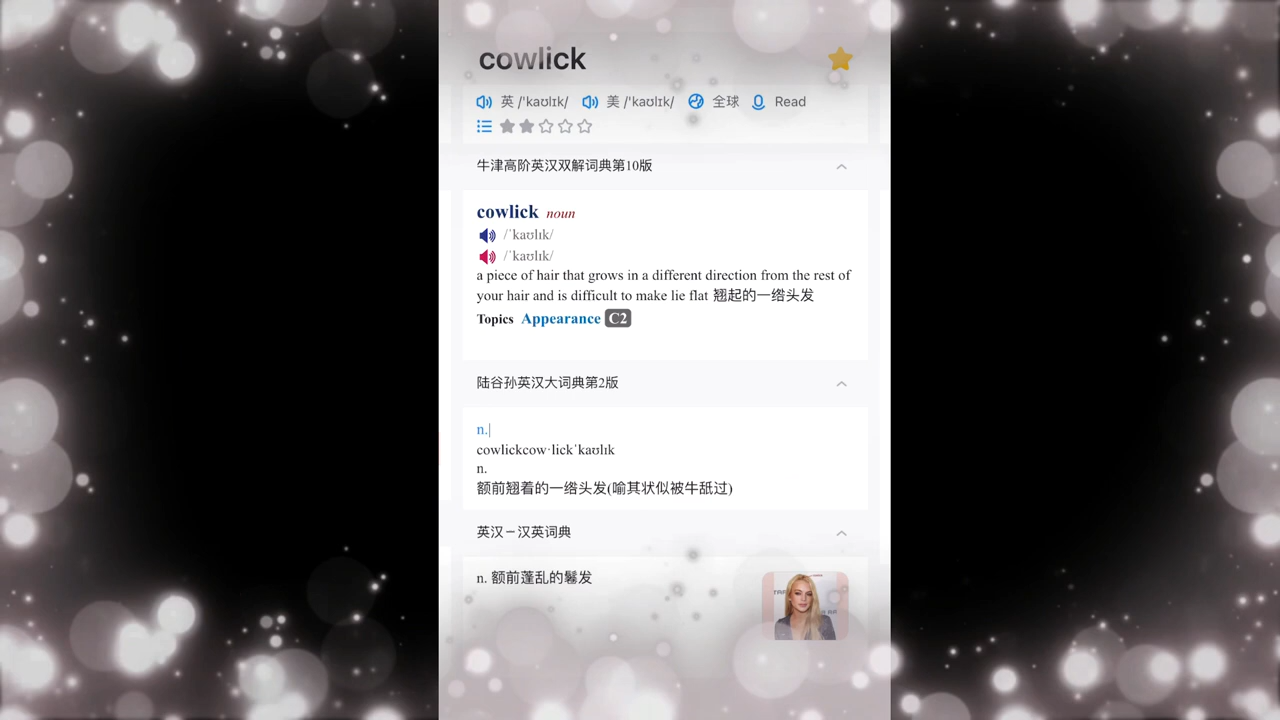 cowlick
英 /'kaʊlɪk/ 美 /'kaʊlɪk/ 全球 Read
牛津高阶英汉双解词典第10版
cowlick noun
/ˈkaʊlɪk/
/ˈkaʊlɪk/
a piece of hair that grows in a different direction from the rest of
your hair and is difficult to make lie flat 翘起的一绺头发
Topics Appearance C2
陆谷孙英汉大词典第2版
n.|
cowlickcow·lickˈkaʊlɪk
n.
额前翘着的一绺头发(喻其状似被牛舐过)
英汉－汉英词典
n. 额前蓬乱的鬈发